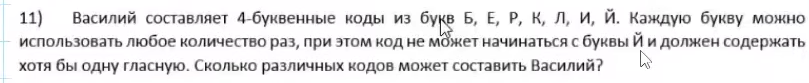 11) Василий составляет 4-буквенные коды из букв Б, Е, Р, К, Л, И, Й. Каждую букву можно
использовать любое количество раз, при этом код не может начинаться с буквы Й и должен содержать
хотя бы одну гласную. Сколько различных кодов может составить Василий?